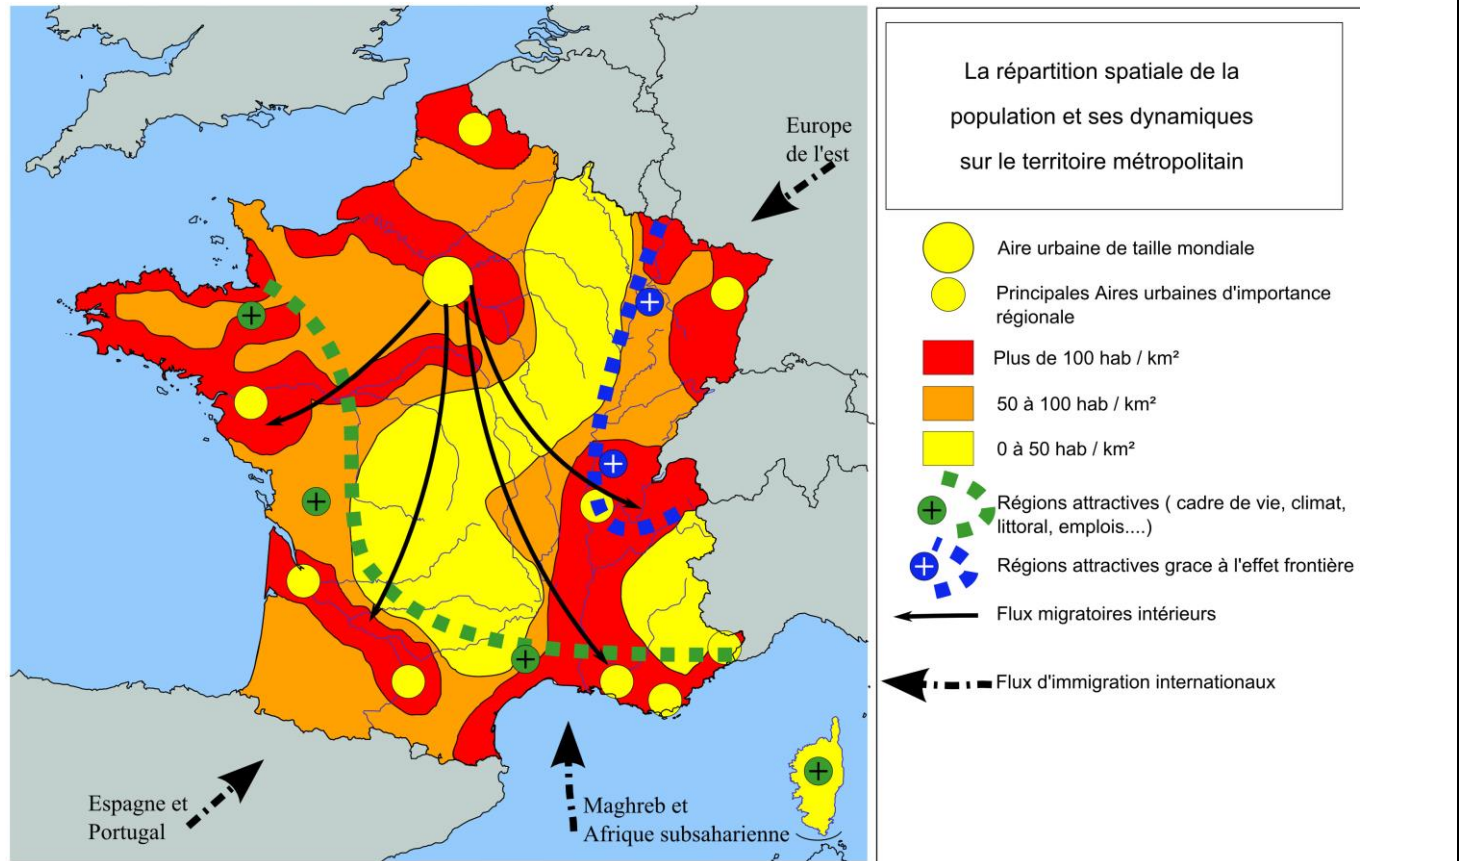 La répartition spatiale de la
population et ses dynamiques
sur le territoire métropolitain
Europe
de l'est
Espagne et
Portugal
Maghreb et
Afrique subsaharienne
Aire urbaine de taille mondiale
Principales Aires urbaines d'importance
régionale
Plus de 100 hab / km²
50 à 100 hab / km²
0 à 50 hab / km²
Régions attractives ( cadre de vie, climat,
littoral, emplois....)
Régions attractives grace à l'effet frontière
Flux migratoires intérieurs
Flux d'immigration internationaux